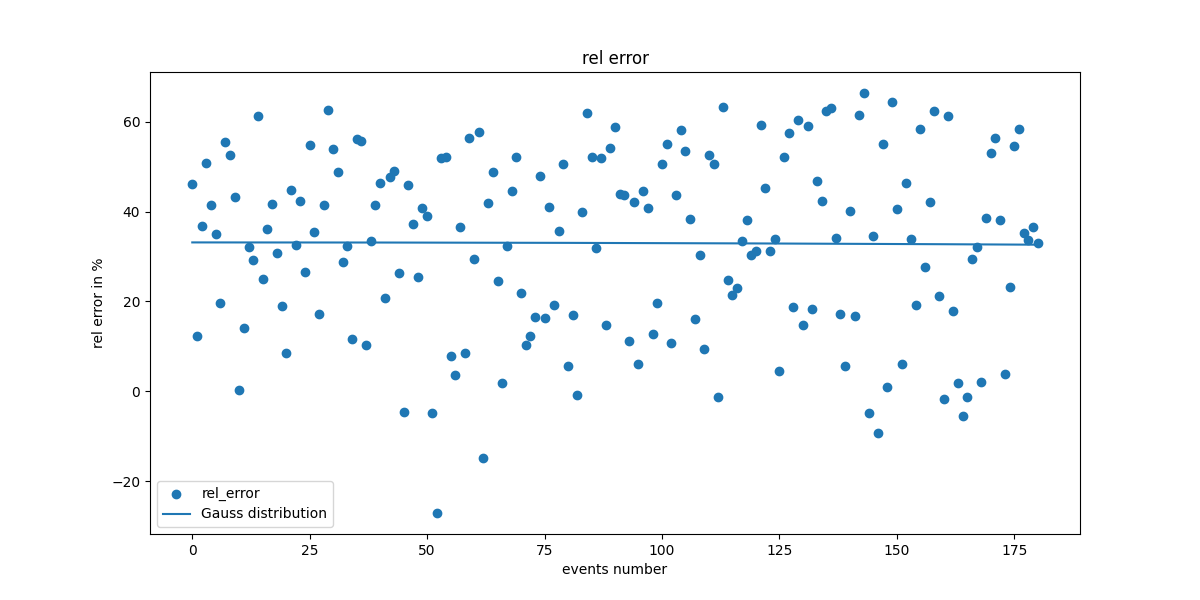 rel error
rel error in %
60
40
20
0
−20
rel_error
Gauss distribution
0 25 50 75 100 125 150 175
events number